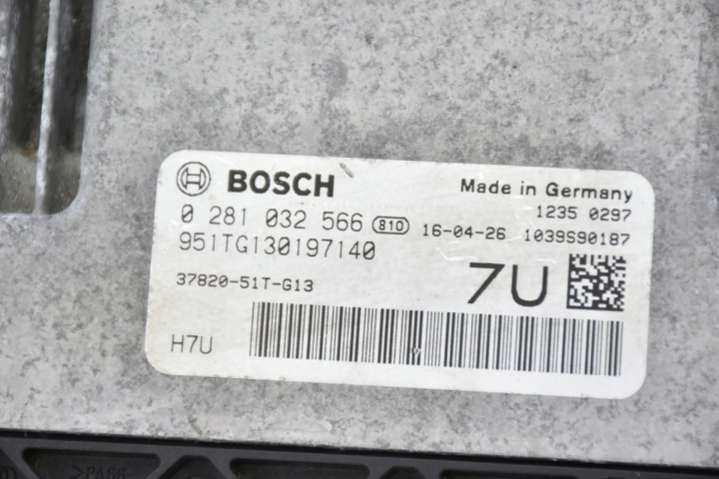 BOSCH
Made in Germany
1235 0297
0 281 032 566 810 16-04-26 1039S90187
951TG130197140
37820-51T-G13
7U
H7U
>PA66-